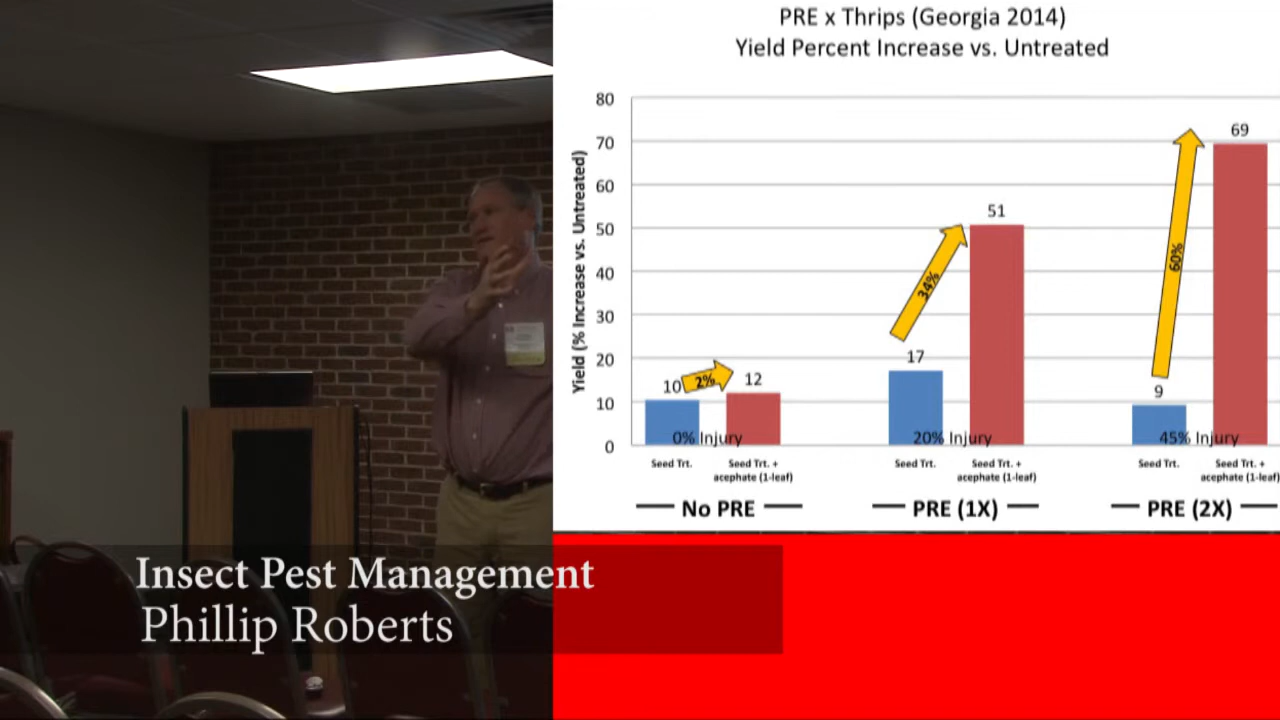 PRE x Thrips (Georgia 2014)
Yield Percent Increase vs. Untreated
Yield (% Increase vs. Untreated)
80
70
60
50
40
30
20
10
0
10
2%
12
17
34%
51
9
60%
69
0% Injury
20% Injury
45% Injury
Seed Trt.
Seed Trt. +
acephate (1-leaf)
Seed Trt.
Seed Trt. +
acephate (1-leaf)
Seed Trt.
Seed Trt. +
acephate (1-leaf)
No PRE
PRE (1X)
PRE (2X)
Insect Pest Management
Phillip Roberts